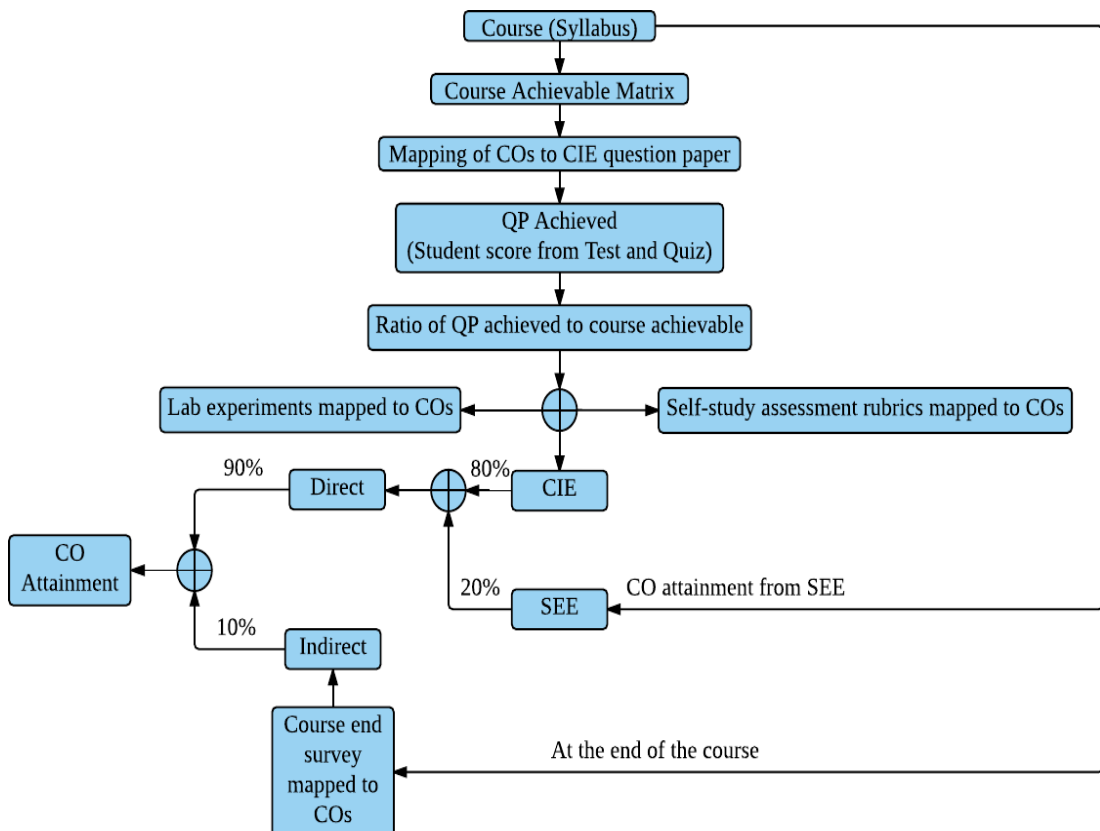 Course (Syllabus)
Course Achievable Matrix
Mapping of COs to CIE question paper
QP Achieved
(Student score from Test and Quiz)
Ratio of QP achieved to course achievable
Lab experiments mapped to COs
Self-study assessment rubrics mapped to COs
90%
Direct
80%
CIE
CO
Attainment
20%
SEE
CO attainment from SEE
10%
Indirect
Course end
survey
mapped to
COs
At the end of the course